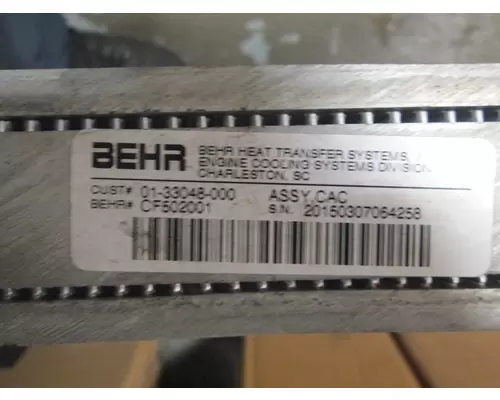 BEHR
BEHR HEAT TRANSFER SYSTEMS,
ENGINE COOLING SYSTEMS DIVISION
CHARLESTON, SC
CUST# 01-33048-000 ASSY,CAC
BEHR# CF502001 S.N. 20150307064258